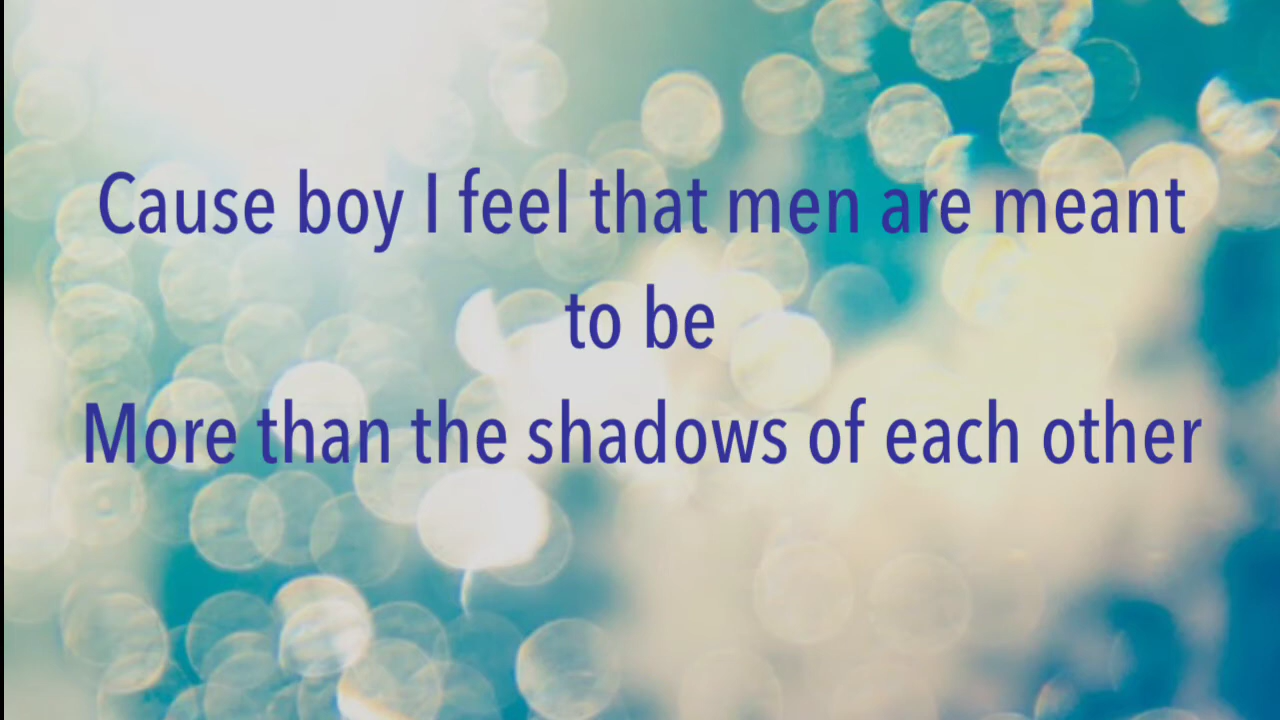 Cause boy I feel that men are meant
to be
More than the shadows of each other